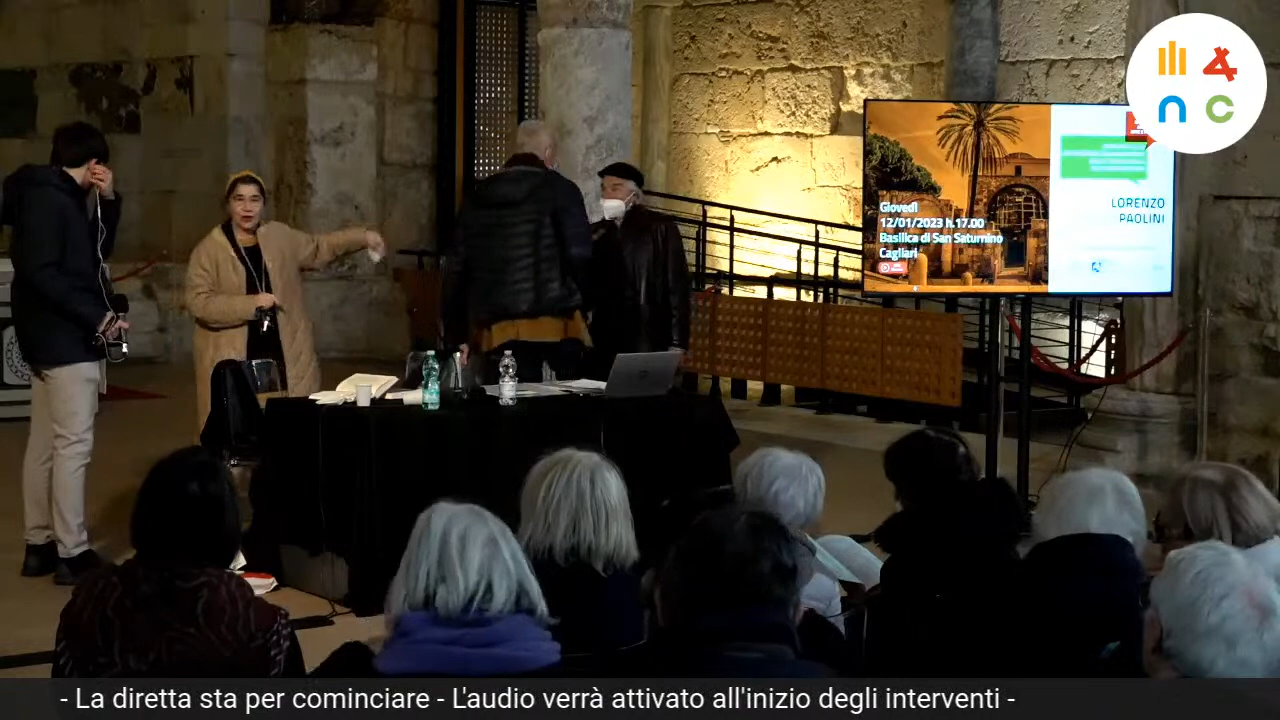 Giovedì
12/01/2023 h.17.00
Basilica di San Saturnino
Cagliari
LORENZO
PAOLINI
- La diretta sta per cominciare - L'audio verrà attivato all'inizio degli interventi -